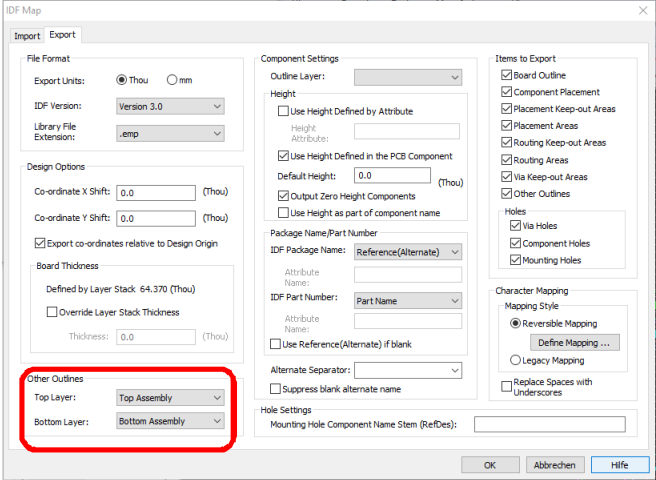 IDF Map
Import Export
File Format
Export Units: Thou mm
IDF Version: Version 3.0
Library File
Extension: .emp
Design Options
Co-ordinate X Shift: 0.0 (Thou)
Co-ordinate Y Shift: 0.0 (Thou)
Export co-ordinates relative to Design Origin
Board Thickness
Defined by Layer Stack 64.370 (Thou)
Override Layer Stack Thickness
Thickness: 0.0 (Thou)
Other Outlines
Top Layer: Top Assembly
Bottom Layer: Bottom Assembly
Component Settings
Outline Layer:
Height
Use Height Defined by Attribute
Height
Attribute:
Use Height Defined in the PCB Component
Default Height: 0.0 (Thou)
Output Zero Height Components
Use Height as part of component name
Package Name/Part Number
IDF Package Name: Reference(Alternate)
Attribute
Name:
IDF Part Number: Part Name
Attribute
Name:
Use Reference(Alternate) if blank
Alternate Separator:
Suppress blank alternate name
Hole Settings
Mounting Hole Component Name Stem (RefDes):
Items to Export
Board Outline
Component Placement
Placement Keep-out Areas
Placement Areas
Routing Keep-out Areas
Routing Areas
Via Keep-out Areas
Other Outlines
Holes
Via Holes
Component Holes
Mounting Holes
Character Mapping
Mapping Style
Reversible Mapping
Define Mapping ...
Legacy Mapping
Replace Spaces with
Underscores
OK Abbrechen Hilfe